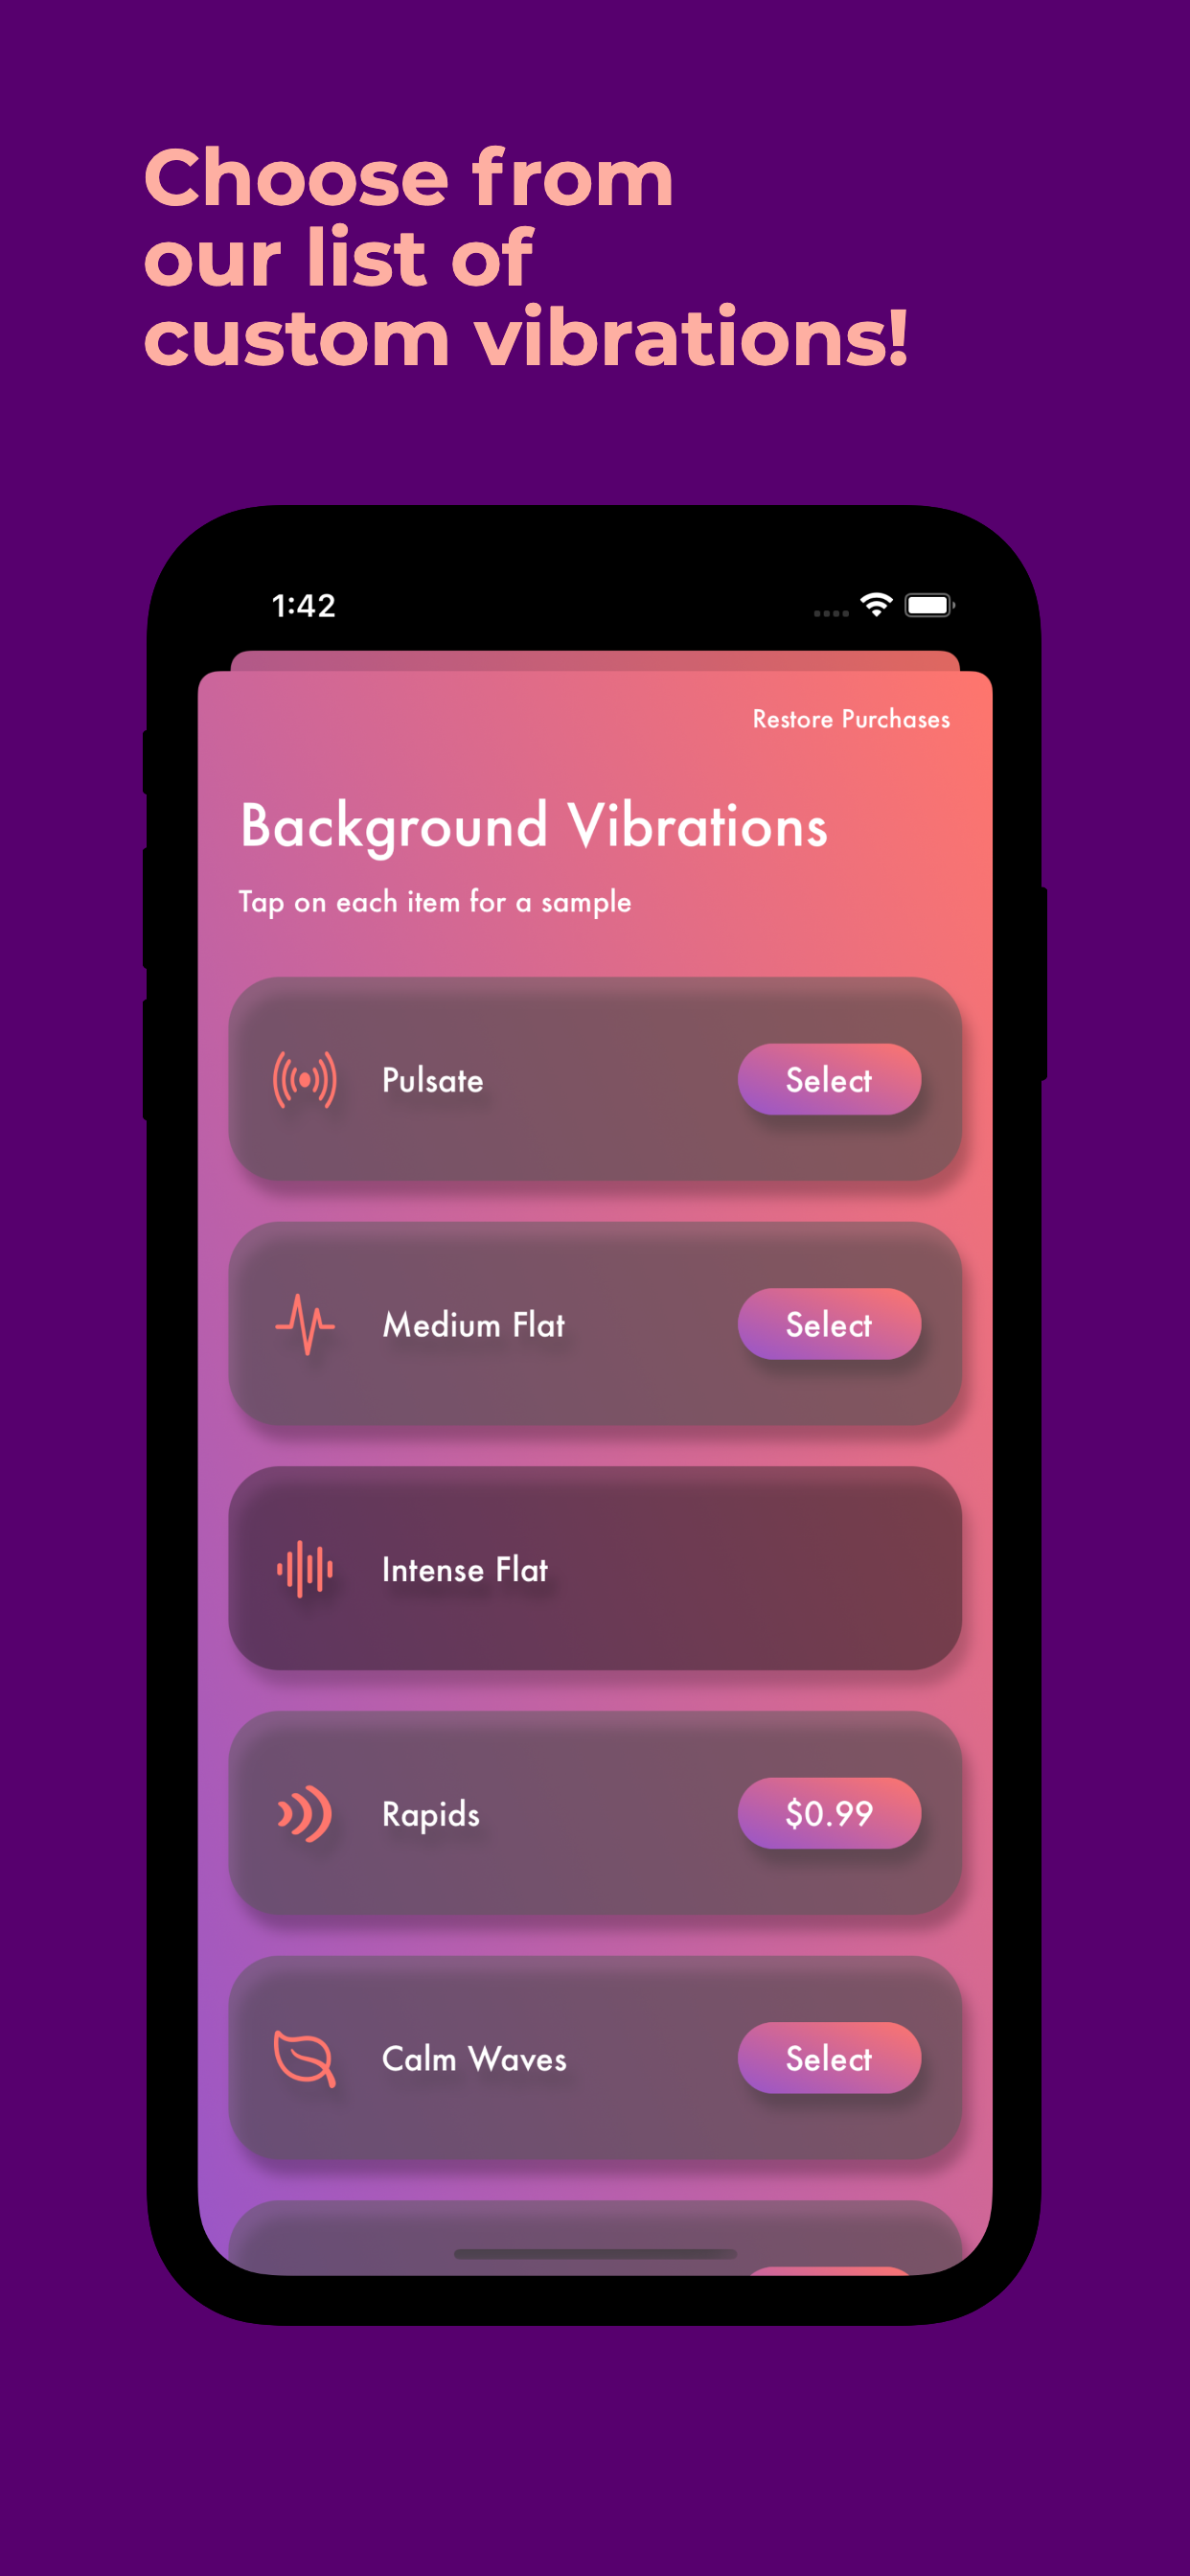 Choose from
our list of
custom vibrations!
1:42
Restore Purchases
Background Vibrations
Tap on each item for a sample
Pulsate
Select
Medium Flat
Select
Intense Flat
Rapids
$0.99
Calm Waves
Select